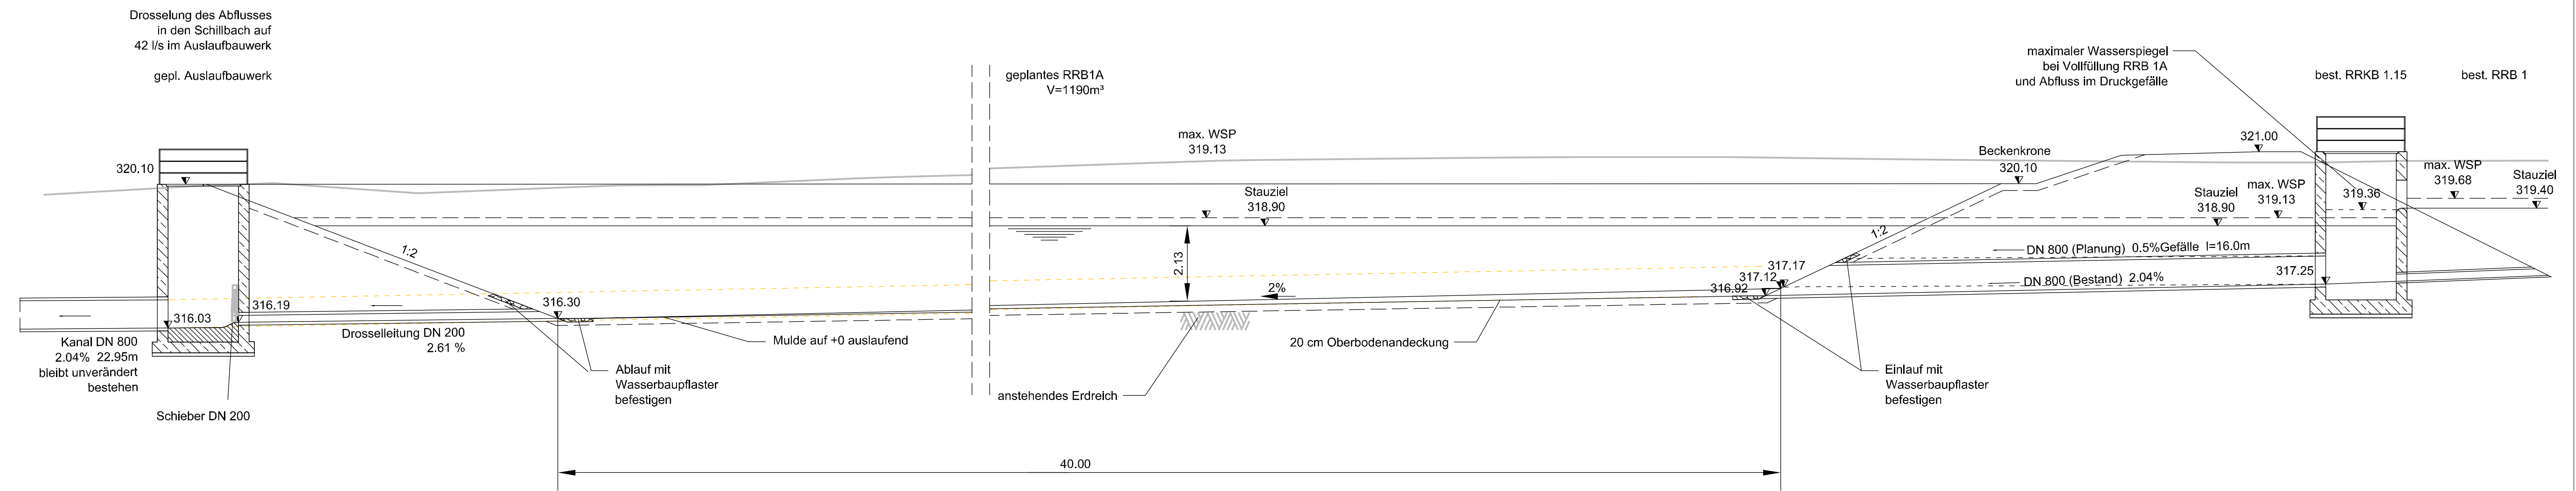 Drosselung des Abflusses
in den Schillbach auf
42 l/s im Auslaufbauwerk
gepl. Auslaufbauwerk
320.10
316.03
316.19
Kanal DN 800
2.04% 22.95m
bleibt unverändert
bestehen
Schieber DN 200
Drosselleitung DN 200
2.61 %
1:2
316.30
Ablauf mit
Wasserbaupflaster
befestigen
Mulde auf +0 auslaufend
geplantes RRB1A
V=1190m³
max. WSP
319.13
Stauziel
318.90
2.13
2%
anstehendes Erdreich
20 cm Oberbodenandeckung
40.00
317.17
317.12
316.92
1:2
Beckenkrone
320.10
Einlauf mit
Wasserbaupflaster
befestigen
maximaler Wasserspiegel
bei Vollfüllung RRB 1A
und Abfluss im Druckgefälle
321.00
Stauziel
318.90
max. WSP
319.13
DN 800 (Planung) 0.5%Gefälle l=16.0m
DN 800 (Bestand) 2.04%
317.25
best. RRKB 1.15
best. RRB 1
319.36
max. WSP
319.68
Stauziel
319.40